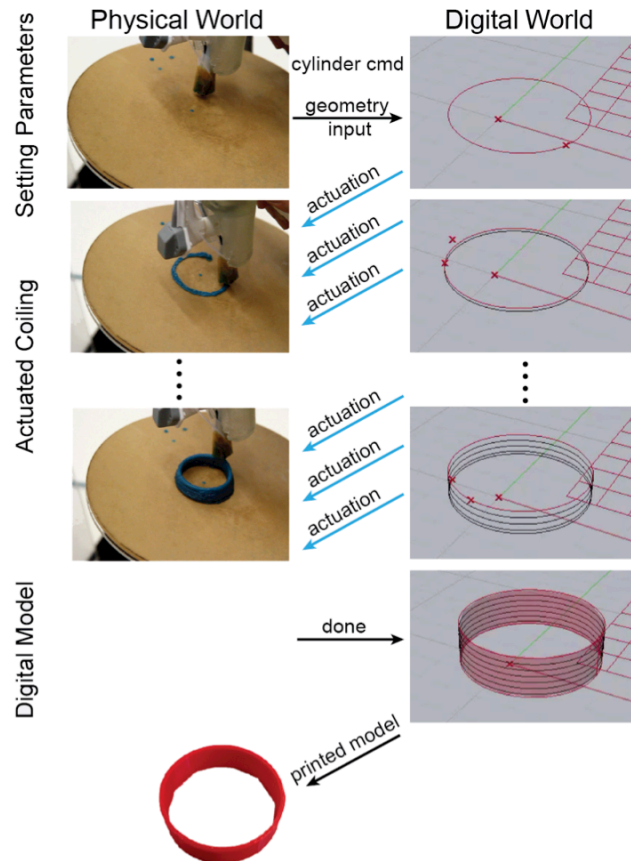 Physical World
Digital World
Setting Parameters
cylinder cmd
geometry
input
actuation
actuation
actuation
Actuated Coiling
actuation
actuation
actuation
Digital Model
done
printed model